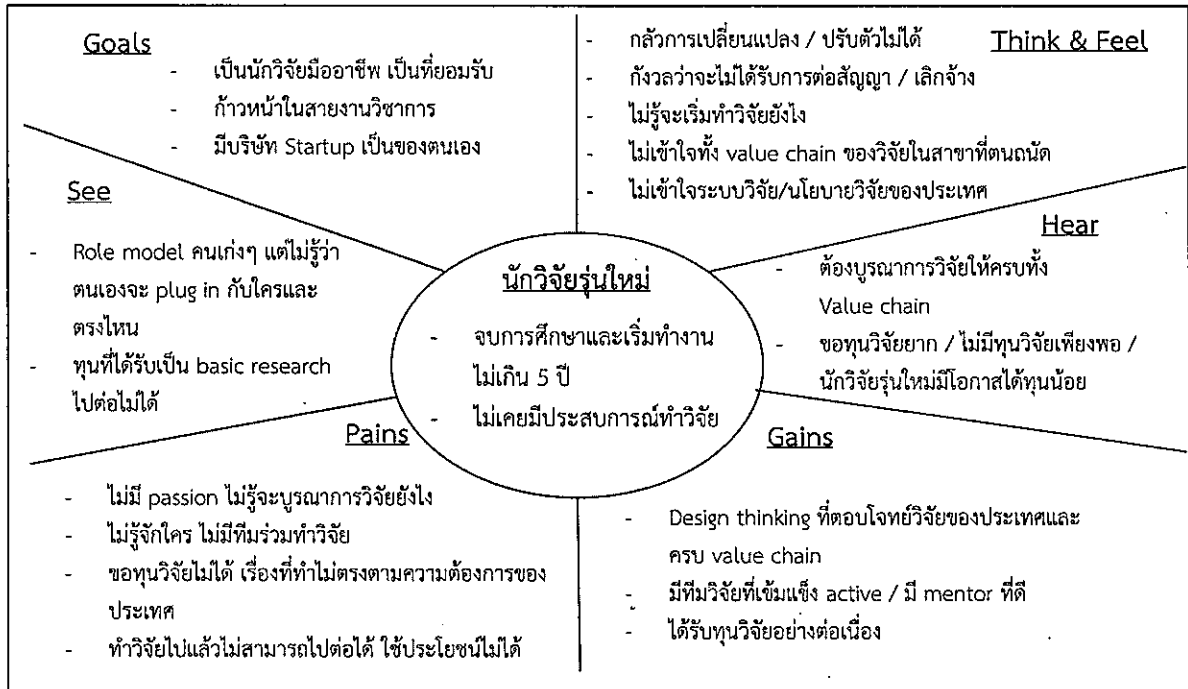 Goals
- เป็นนักวิจัยมืออาชีพ เป็นที่ยอมรับ
- ก้าวหน้าในสายงานวิชาการ
- มีบริษัท Startup เป็นของตนเอง
Think & Feel
- กลัวการเปลี่ยนแปลง / ปรับตัวไม่ได้
- กังวลว่าจะไม่ได้รับการต่อสัญญา / เลิกจ้าง
- ไม่รู้จะเริ่มทำวิจัยยังไง
- ไม่เข้าใจทั้ง value chain ของวิจัยในสาขาที่ตนถนัด
- ไม่เข้าใจระบบวิจัย/นโยบายวิจัยของประเทศ
See
- Role model คนเก่งๆ แต่ไม่รู้ว่า
ตนเองจะ plug in กับใครและ
ตรงไหน
- ทุนที่ได้รับเป็น basic research
ไปต่อไม่ได้
นักวิจัยรุ่นใหม่
- จบการศึกษาและเริ่มทำงาน
ไม่เกิน 5 ปี
- ไม่เคยมีประสบการณ์ทำวิจัย
Hear
- ต้องบูรณาการวิจัยให้ครบทั้ง
Value chain
- ขอทุนวิจัยยาก / ไม่มีทุนวิจัยเพียงพอ /
นักวิจัยรุ่นใหม่มีโอกาสได้ทุนน้อย
Pains
- ไม่มี passion ไม่รู้จะบูรณาการวิจัยยังไง
- ไม่รู้จักใคร ไม่มีทีมร่วมทำวิจัย
- ขอทุนวิจัยไม่ได้ เรื่องที่ทำไม่ตรงตามความต้องการของ
ประเทศ
- ทำวิจัยไปแล้วไม่สามารถไปต่อได้ ใช้ประโยชน์ไม่ได้
Gains
- Design thinking ที่ตอบโจทย์วิจัยของประเทศและ
ครบ value chain
- มีทีมวิจัยที่เข้มแข็ง active / มี mentor ที่ดี
- ได้รับทุนวิจัยอย่างต่อเนื่อง